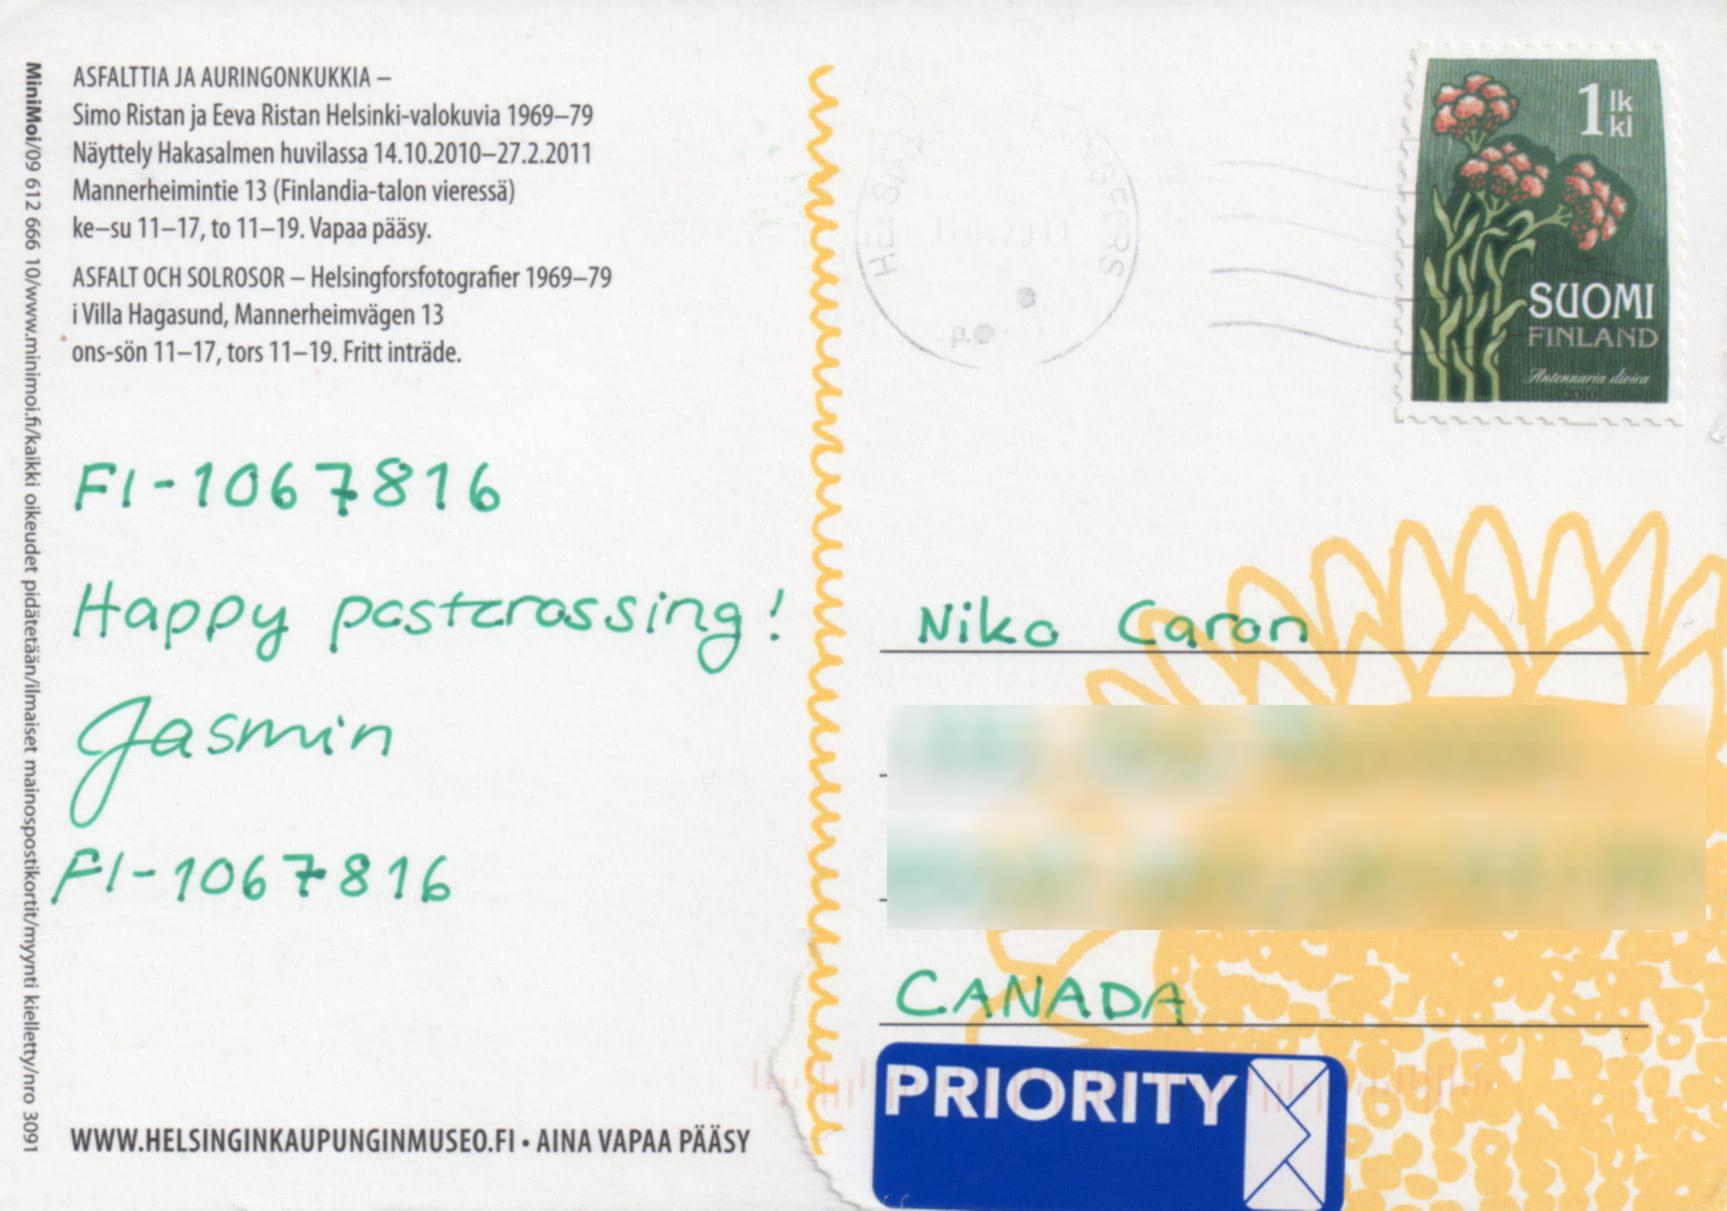 MiniMoi/09 612 666 10/www.minimoi.fi/kaikki oikeudet pidätetään/ilmaiset mainospostikortit/myynti kielletty/nro 3091
ASFALTTIA JA AURINGONKUKKIA –
Simo Ristan ja Eeva Ristan Helsinki-valokuvia 1969–79
Näyttely Hakasalmen huvilassa 14.10.2010–27.2.2011
Mannerheimintie 13 (Finlandia-talon vieressä)
ke–su 11–17, to 11–19. Vapaa pääsy.
ASFALT OCH SOLROSOR – Helsingforsfotografier 1969–79
i Villa Hagasund, Mannerheimvägen 13
ons-sön 11–17, tors 11–19. Fritt inträde.
FI-1067816
Happy postcrossing!
Jasmin
FI-1067816
WWW.HELSINGINKAUPUNGINMUSEO.FI • AINA VAPAA PÄÄSY
1 lk
kl
SUOMI
FINLAND
Antennaria dioica
2010
Niko Caron
CANADA
PRIORITY